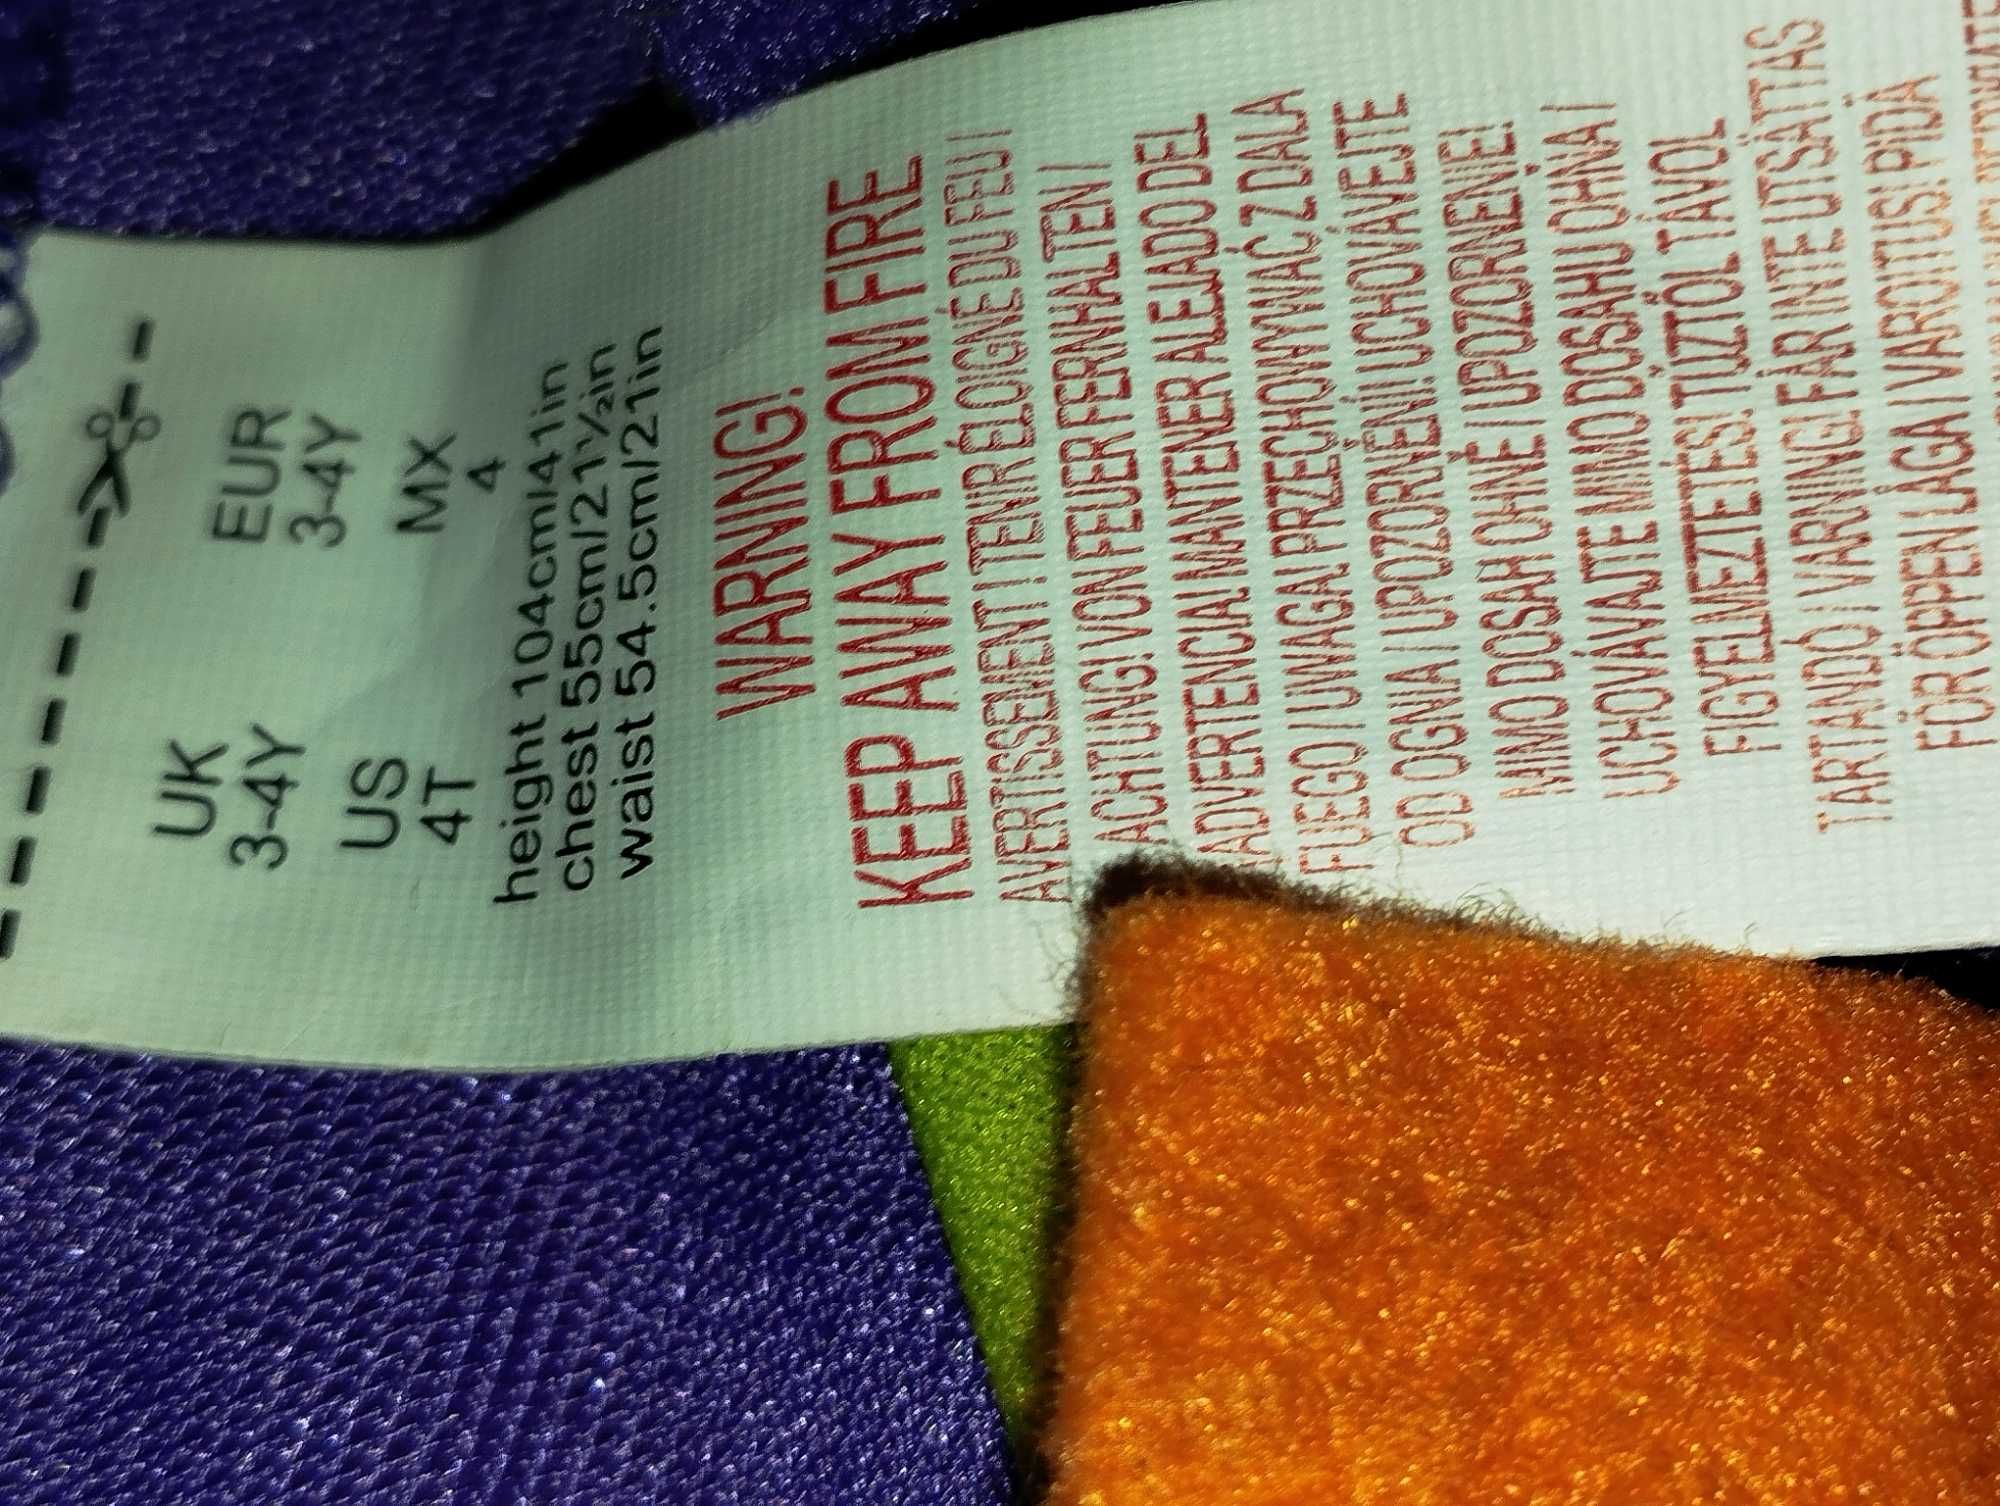 UK EUR
3-4Y 3-4Y
US MX
4T 4
height 104cm/41in
chest 55cm/21½in
waist 54.5cm/21in
WARNING!
KEEP AWAY FROM FIRE
AVERTISSEMENT ! TENIR ÉLOIGNÉ DU FEU /
ACHTUNG! VON FEUER FERNHALTEN /
ADVERTENCIA! MANTENER ALEJADO DEL
FUEGO / UWAGA! PRZECHOWYWAĆ Z DALA
OD OGNIA / UPOZORNĚNÍ UCHOVÁVEJTE
MIMO DOSAH OHNĚ / UPOZORNENIE!
UCHOVÁVAJTE MIMO DOSAHU OHŇA /
FIGYELMEZTETÉS! TŰZTŐL TÁVOL
TARTANDÓ / VARNING! FÅR INTE UTSÄTTAS
FÖR ÖPPEN LÅGA / VAROITUS! PIDÄ